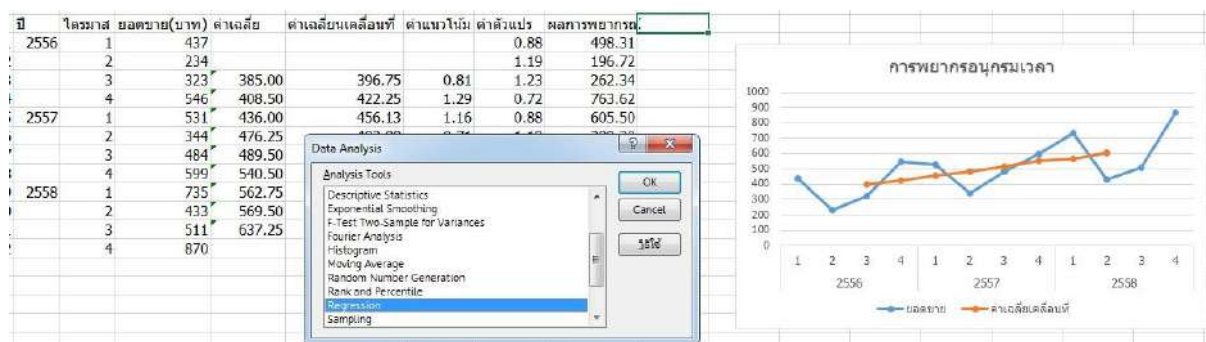 ปี ไตรมาส ยอดขาย(บาท) ค่าเฉลี่ย ค่าเฉลี่ยนเคลื่อนที่ ค่าแนวโน้ม ค่าตัวแปร ผลการพยากรณ์
2556 1 437 0.88 498.31
2 234 1.19 196.72
3 323 385.00 396.75 0.81 1.23 262.34
4 546 408.50 422.25 1.29 0.72 763.62
2557 1 531 436.00 456.13 1.16 0.88 605.50
2 344 476.25
3 484 489.50
4 599 540.50
2558 1 735 562.75
2 433 569.50
3 511 637.25
4 870
Data Analysis
Analysis Tools
Descriptive Statistics
Exponential Smoothing
F-Test Two-Sample for Variances
Fourier Analysis
Histogram
Moving Average
Random Number Generation
Rank and Percentile
Regression
Sampling
OK
Cancel
วิธีใช้
การพยากรอนุกรมเวลา
1000
900
800
700
600
500
400
300
200
100
0
1 2 3 4 1 2 3 4 1 2 3 4
2556 2557 2558
ยอดขาย ค่าเฉลี่ยเคลื่อนที่